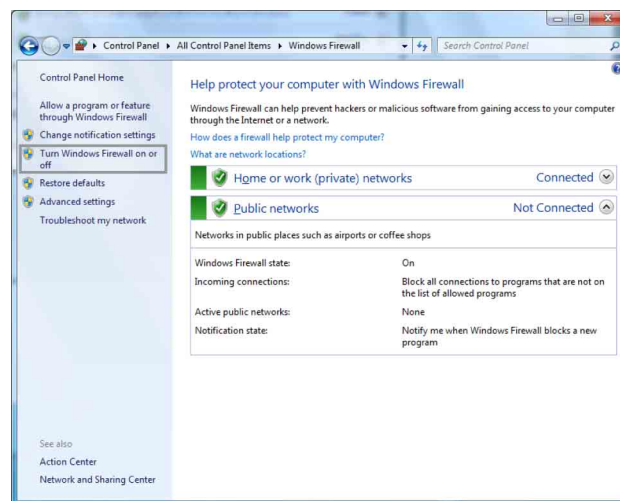 Control Panel ▸ All Control Panel Items ▸ Windows Firewall
Search Control Panel
Control Panel Home
Allow a program or feature
through Windows Firewall
Change notification settings
Turn Windows Firewall on or
off
Restore defaults
Advanced settings
Troubleshoot my network
See also
Action Center
Network and Sharing Center
Help protect your computer with Windows Firewall
Windows Firewall can help prevent hackers or malicious software from gaining access to your computer
through the Internet or a network.
How does a firewall help protect my computer?
What are network locations?
Home or work (private) networks Connected
Public networks Not Connected
Networks in public places such as airports or coffee shops
Windows Firewall state: On
Incoming connections: Block all connections to programs that are not on
the list of allowed programs
Active public networks: None
Notification state: Notify me when Windows Firewall blocks a new
program